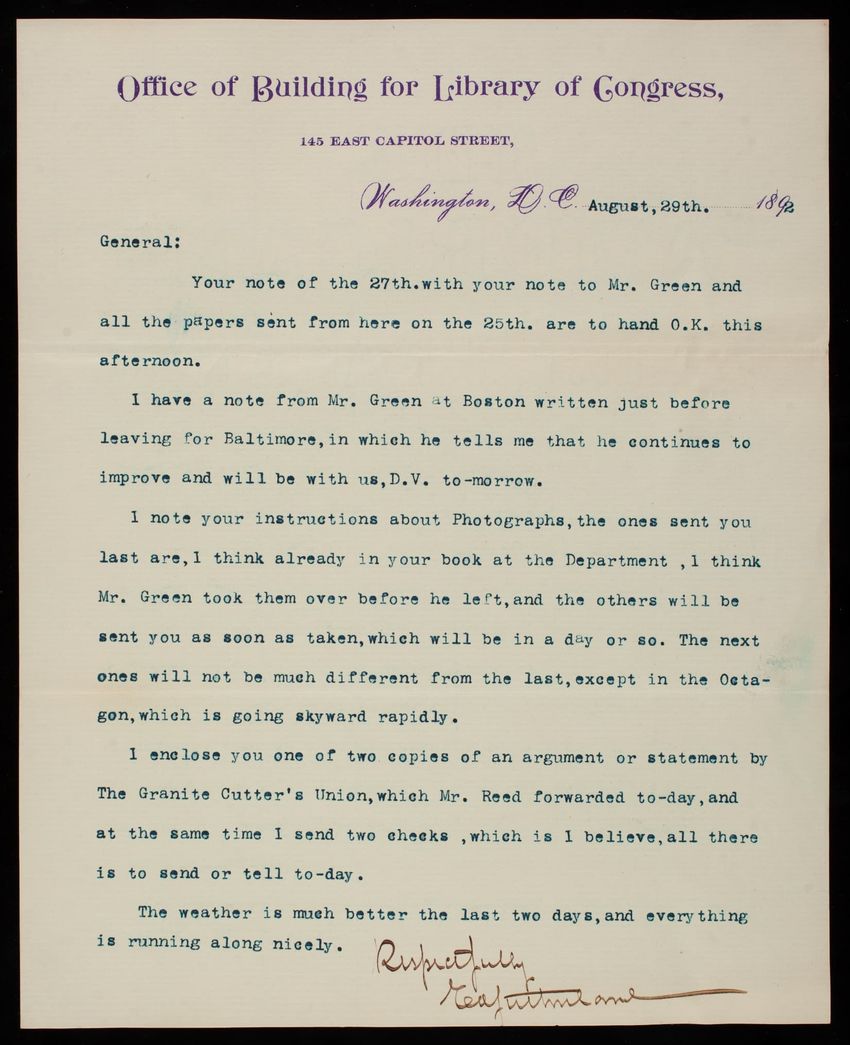 Office of Building for Library of Congress,
145 EAST CAPITOL STREET,
Washington, D. C. August,29th. 1892
General:
Your note of the 27th.with your note to Mr. Green and
all the papers sent from here on the 25th. are to hand O.K. this
afternoon.
I have a note from Mr. Green at Boston written just before
leaving for Baltimore,in which he tells me that he continues to
improve and will be with us,D.V. to-morrow.
I note your instructions about Photographs,the ones sent you
last are,I think already in your book at the Department ,I think
Mr. Green took them over before he left,and the others will be
sent you as soon as taken,which will be in a day or so. The next
ones will not be much different from the last,except in the Octa-
gon,which is going skyward rapidly.
I enclose you one of two copies of an argument or statement by
The Granite Cutter's Union,which Mr. Reed forwarded to-day,and
at the same time I send two checks ,which is I believe,all there
is to send or tell to-day.
The weather is much better the last two days,and everything
is running along nicely.
Respectfully